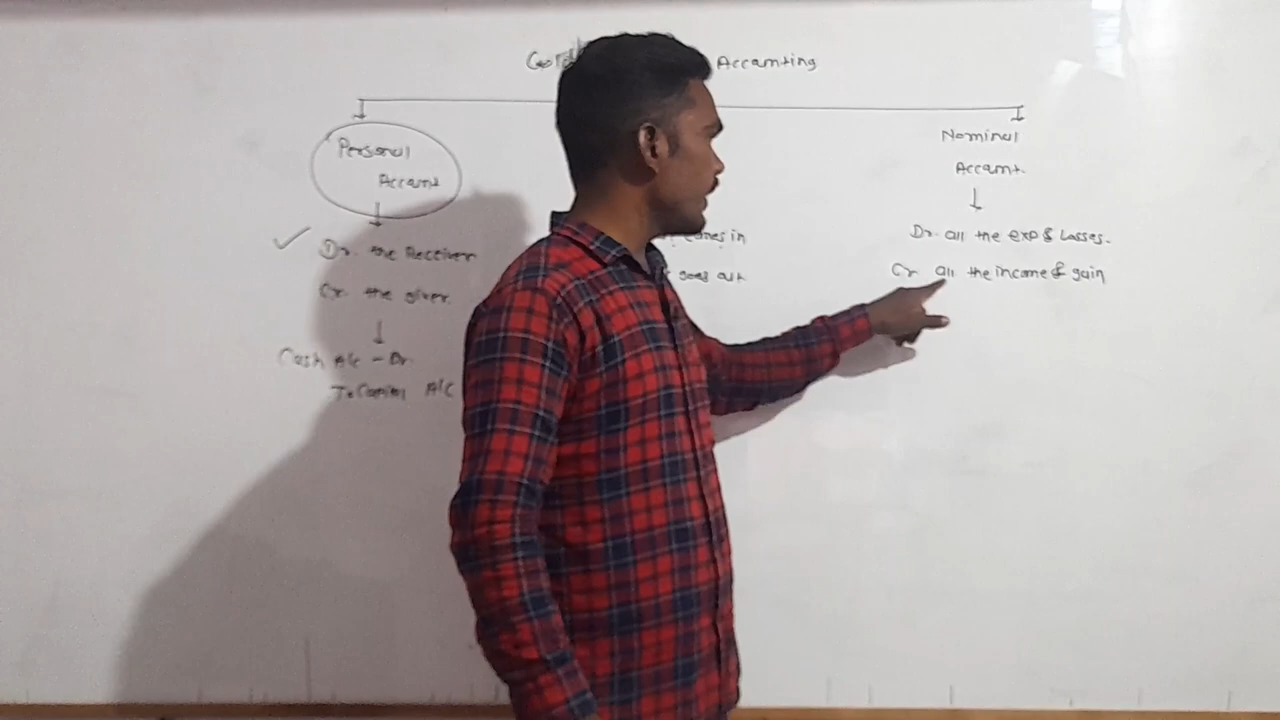 Accounting
Personal
Account
Nominal
Account
Dr. the Receiver
Cr. the giver.
comes in
goes out
Dr. all the exp & Losses.
Cr all the income & gain
Cash A/c - Dr.
To Capital A/C